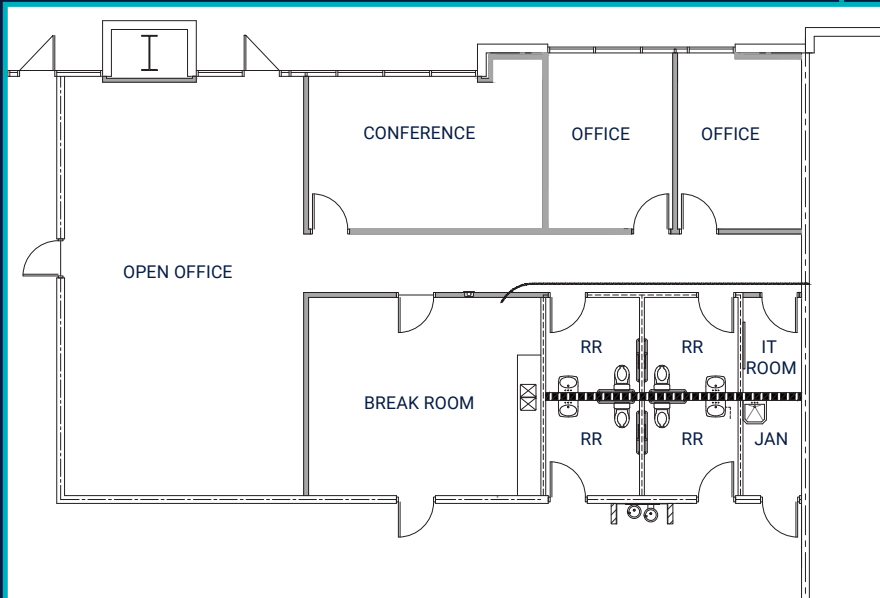 CONFERENCE
OFFICE
OFFICE
OPEN OFFICE
RR
RR
IT
ROOM
BREAK ROOM
RR
RR
JAN